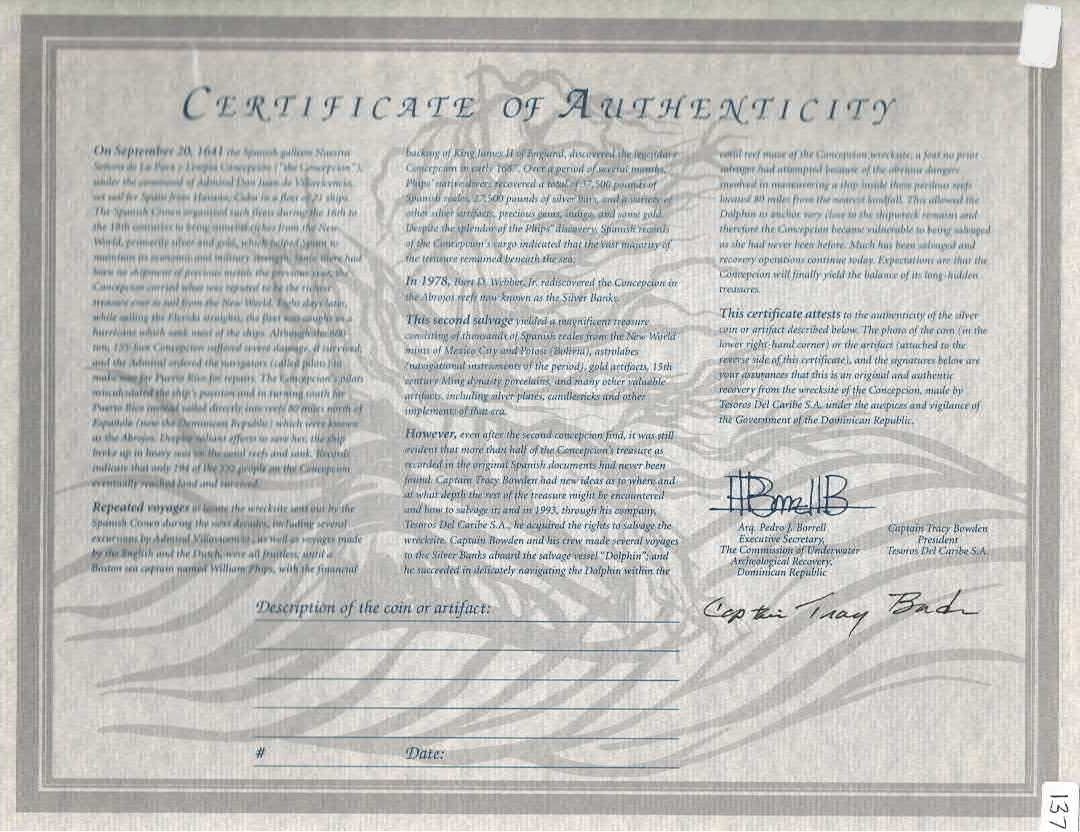 CERTIFICATE OF AUTHENTICITY
On September 20, 1641 the Spanish galleon Nuestra
Señora de La Pura y Limpia Concepcion ("the Concepcion"),
under the command of Admiral Don Juan de Villavicencio,
set sail for Spain from Havana, Cuba in a fleet of 21 ships.
The Spanish Crown organized such fleets during the 16th to
the 18th centuries to bring mineral riches from the New
World, primarily silver and gold, which helped Spain to
maintain its economic and military power. Since there had
been no shipment of precious metals the previous year, the
Concepcion carried what was reputed to be the richest
treasure ever to sail from the New World. Eight days later,
while sailing the Florida straights, the fleet was caught in a
hurricane which sank most of the ships. Although the 600-
ton, 135-foot Concepcion suffered severe damage, it survived,
and the Admiral ordered the navigators (called pilots) to
make way for Puerto Rico for repairs. The Concepcion's pilots
miscalculated the ship's position and in turning south for
Puerto Rico instead sailed directly into reefs 80 miles north of
Española (now the Dominican Republic) which were known
as the Abrojos. Despite valiant efforts to save her, the ship
broke up in heavy seas on the coral reefs and sank. Records
indicate that only 194 of the 532 people on the Concepcion
eventually reached land and survived.
Repeated voyages to locate the wrecksite sent out by the
Spanish Crown during the next decades, including several
excursions by Admiral Villavicencio, as well as voyages made
by the English and the Dutch, were all fruitless, until a
Boston sea captain named William Phips, with the financial
backing of King James II of England, discovered the legendary
Concepcion in early 1687. Over a period of several months,
Phips' native divers recovered a total of 37,500 pounds of
Spanish reales, 27,500 pounds of silver bars, and a variety of
other silver artifacts, precious gems, indigo, and some gold.
Despite the splendor of the Phips' discovery, Spanish records
of the Concepcion's cargo indicated that the vast majority of
the treasure remained beneath the sea.
In 1978, Burt D. Webber, Jr. rediscovered the Concepcion in
the Abrojos reefs now known as the Silver Banks.
This second salvage yielded a magnificent treasure
consisting of thousands of Spanish reales from the New World
mints of Mexico City and Potosi (Bolivia), astrolabes
(navigational instruments of the period), gold artifacts, 15th
century Ming dynasty porcelains, and many other valuable
artifacts, including silver plates, candlesticks and other
implements of that era.
However, even after the second concepcion find, it was still
evident that more than half of the Concepcion's treasure as
recorded in the original Spanish documents had never been
found. Captain Tracy Bowden had new ideas as to where and
at what depth the rest of the treasure might be encountered
and how to salvage it; and in 1993, through his company,
Tesoros Del Caribe S.A., he acquired the rights to salvage the
wrecksite. Captain Bowden and his crew made several voyages
to the Silver Banks aboard the salvage vessel "Dolphin"; and
he succeeded in delicately navigating the Dolphin within the
coral reef maze of the Concepcion wrecksite, a feat no prior
salvager had attempted because of the obvious danger
involved in maneuvering a ship inside these perilous reefs
located 80 miles from the nearest landfall. This allowed the
Dolphin to anchor very close to the shipwreck remains and
therefore the Concepcion became vulnerable to being salvaged
as she had never been before. Much has been salvaged and
recovery operations continue today. Expectations are that the
Concepcion will finally yield the balance of its long-hidden
treasures.
This certificate attests to the authenticity of the silver
coin or artifact described below. The photo of the coin (in the
lower right-hand corner) or the artifact (attached to the
reverse side of this certificate), and the signatures below are
your assurances that this is an original and authentic
recovery from the wrecksite of the Concepcion, made by
Tesoros Del Caribe S.A. under the auspices and vigilance of
the Government of the Dominican Republic.
Arq. Pedro J. Borrell
Executive Secretary,
The Commission of Underwater
Archeological Recovery,
Dominican Republic
Captain Tracy Bowden
President
Tesoros Del Caribe S.A.
Captain Tracy Bowden
Description of the coin or artifact:
# Date:
137